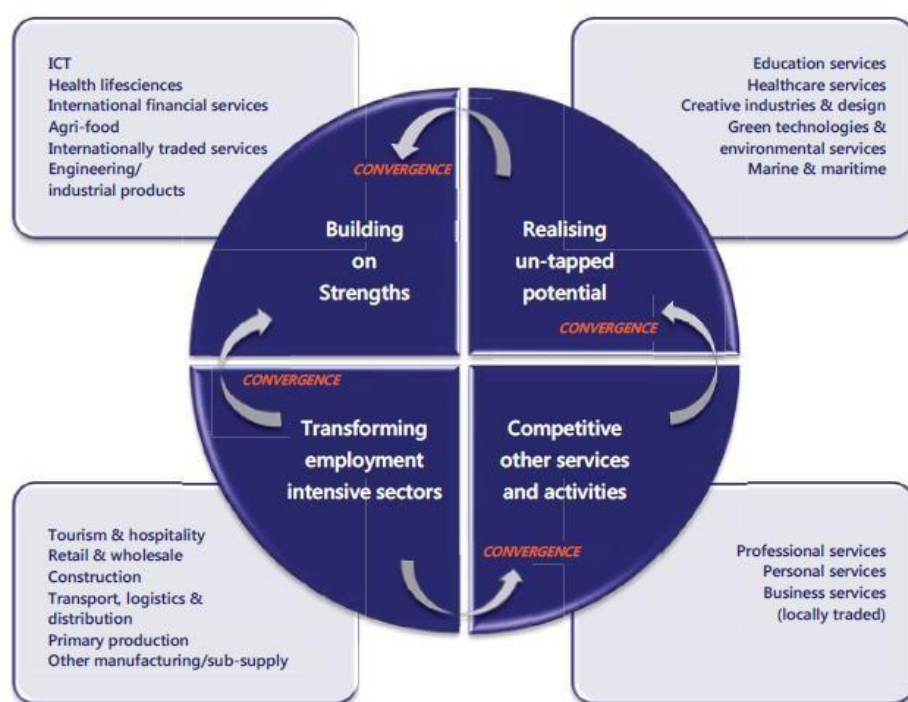 ICT
Health lifesciences
International financial services
Agri-food
Internationally traded services
Engineering/
industrial products
Education services
Healthcare services
Creative industries & design
Green technologies &
environmental services
Marine & maritime
CONVERGENCE
Building
on
Strengths
Realising
un-tapped
potential
CONVERGENCE
CONVERGENCE
Transforming
employment
intensive sectors
Competitive
other services
and activities
CONVERGENCE
Tourism & hospitality
Retail & wholesale
Construction
Transport, logistics &
distribution
Primary production
Other manufacturing/sub-supply
Professional services
Personal services
Business services
(locally traded)